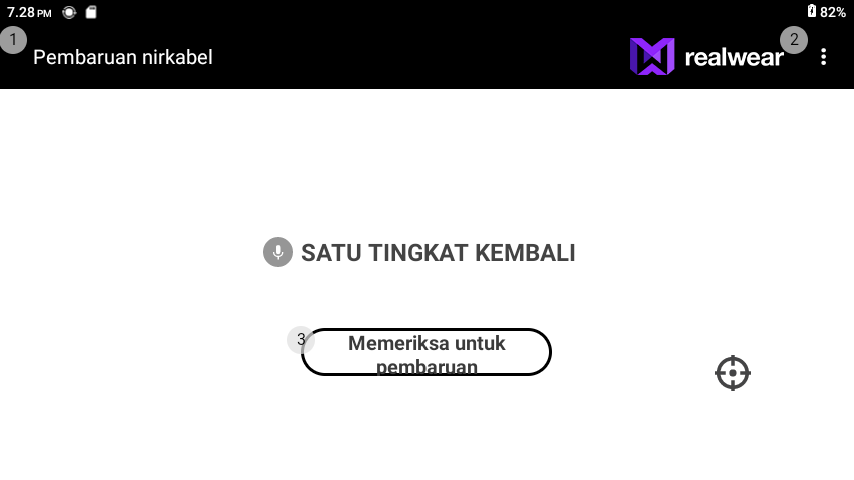 7.28 PM
82%
1
2
Pembaruan nirkabel
realwear
SATU TINGKAT KEMBALI
3
Memeriksa untuk
pembaruan